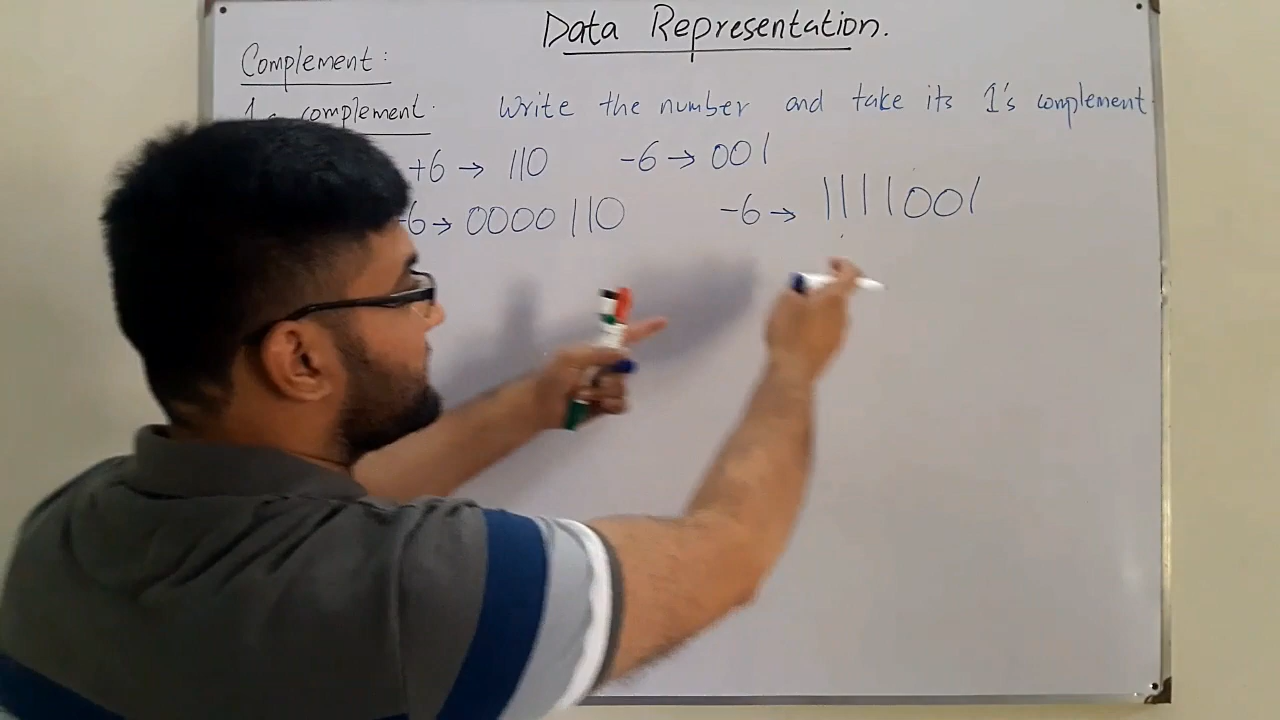 Data Representation.
Complement:
complement. Write the number and take its 1's complement
+6 → 110 -6 → 001
6 → 0000110 -6 → 1111001